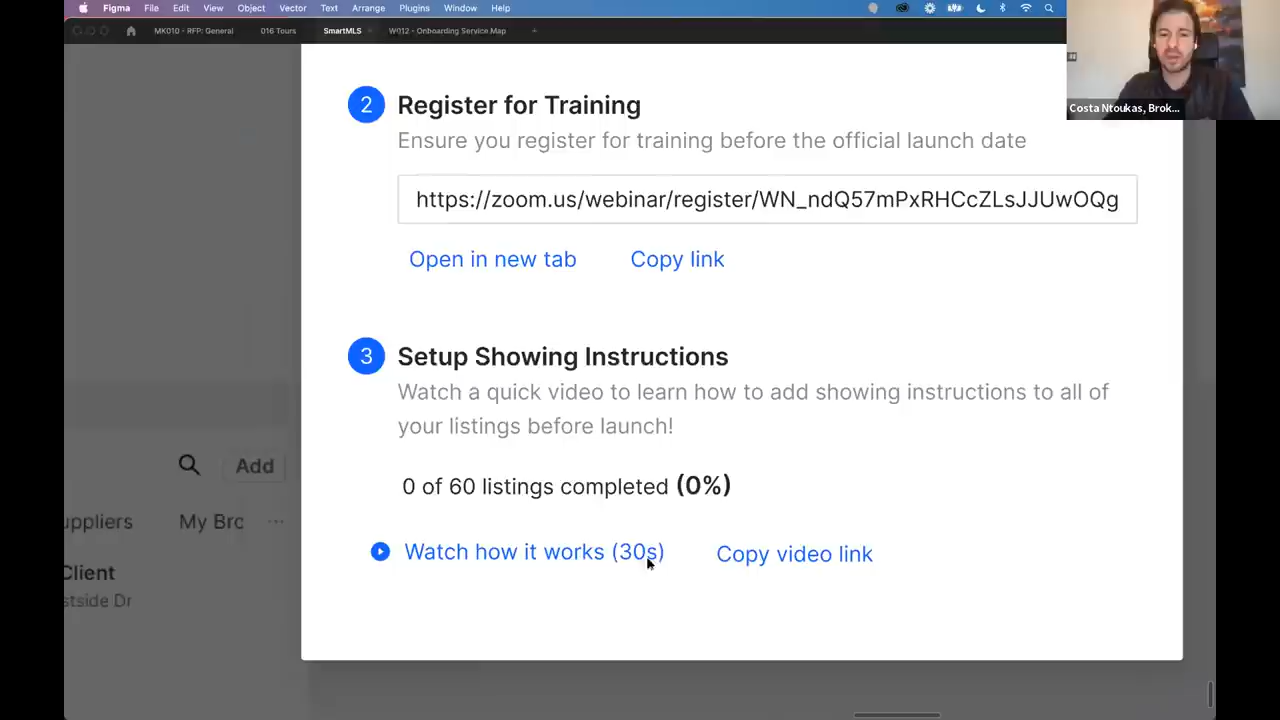 Figma File Edit View Object Vector Text Arrange Plugins Window Help
MK010 - RFP: General 016 Tours SmartMLS W012 - Onboarding Service Map
Costa Ntoukas, Brok...
2 Register for Training
Ensure you register for training before the official launch date
https://zoom.us/webinar/register/WN_ndQ57mPxRHCcZLsJJUwOQg
Open in new tab Copy link
3 Setup Showing Instructions
Watch a quick video to learn how to add showing instructions to all of
your listings before launch!
Add
0 of 60 listings completed (0%)
uppliers My Brc ...
Watch how it works (30s) Copy video link
Client
stside Dr